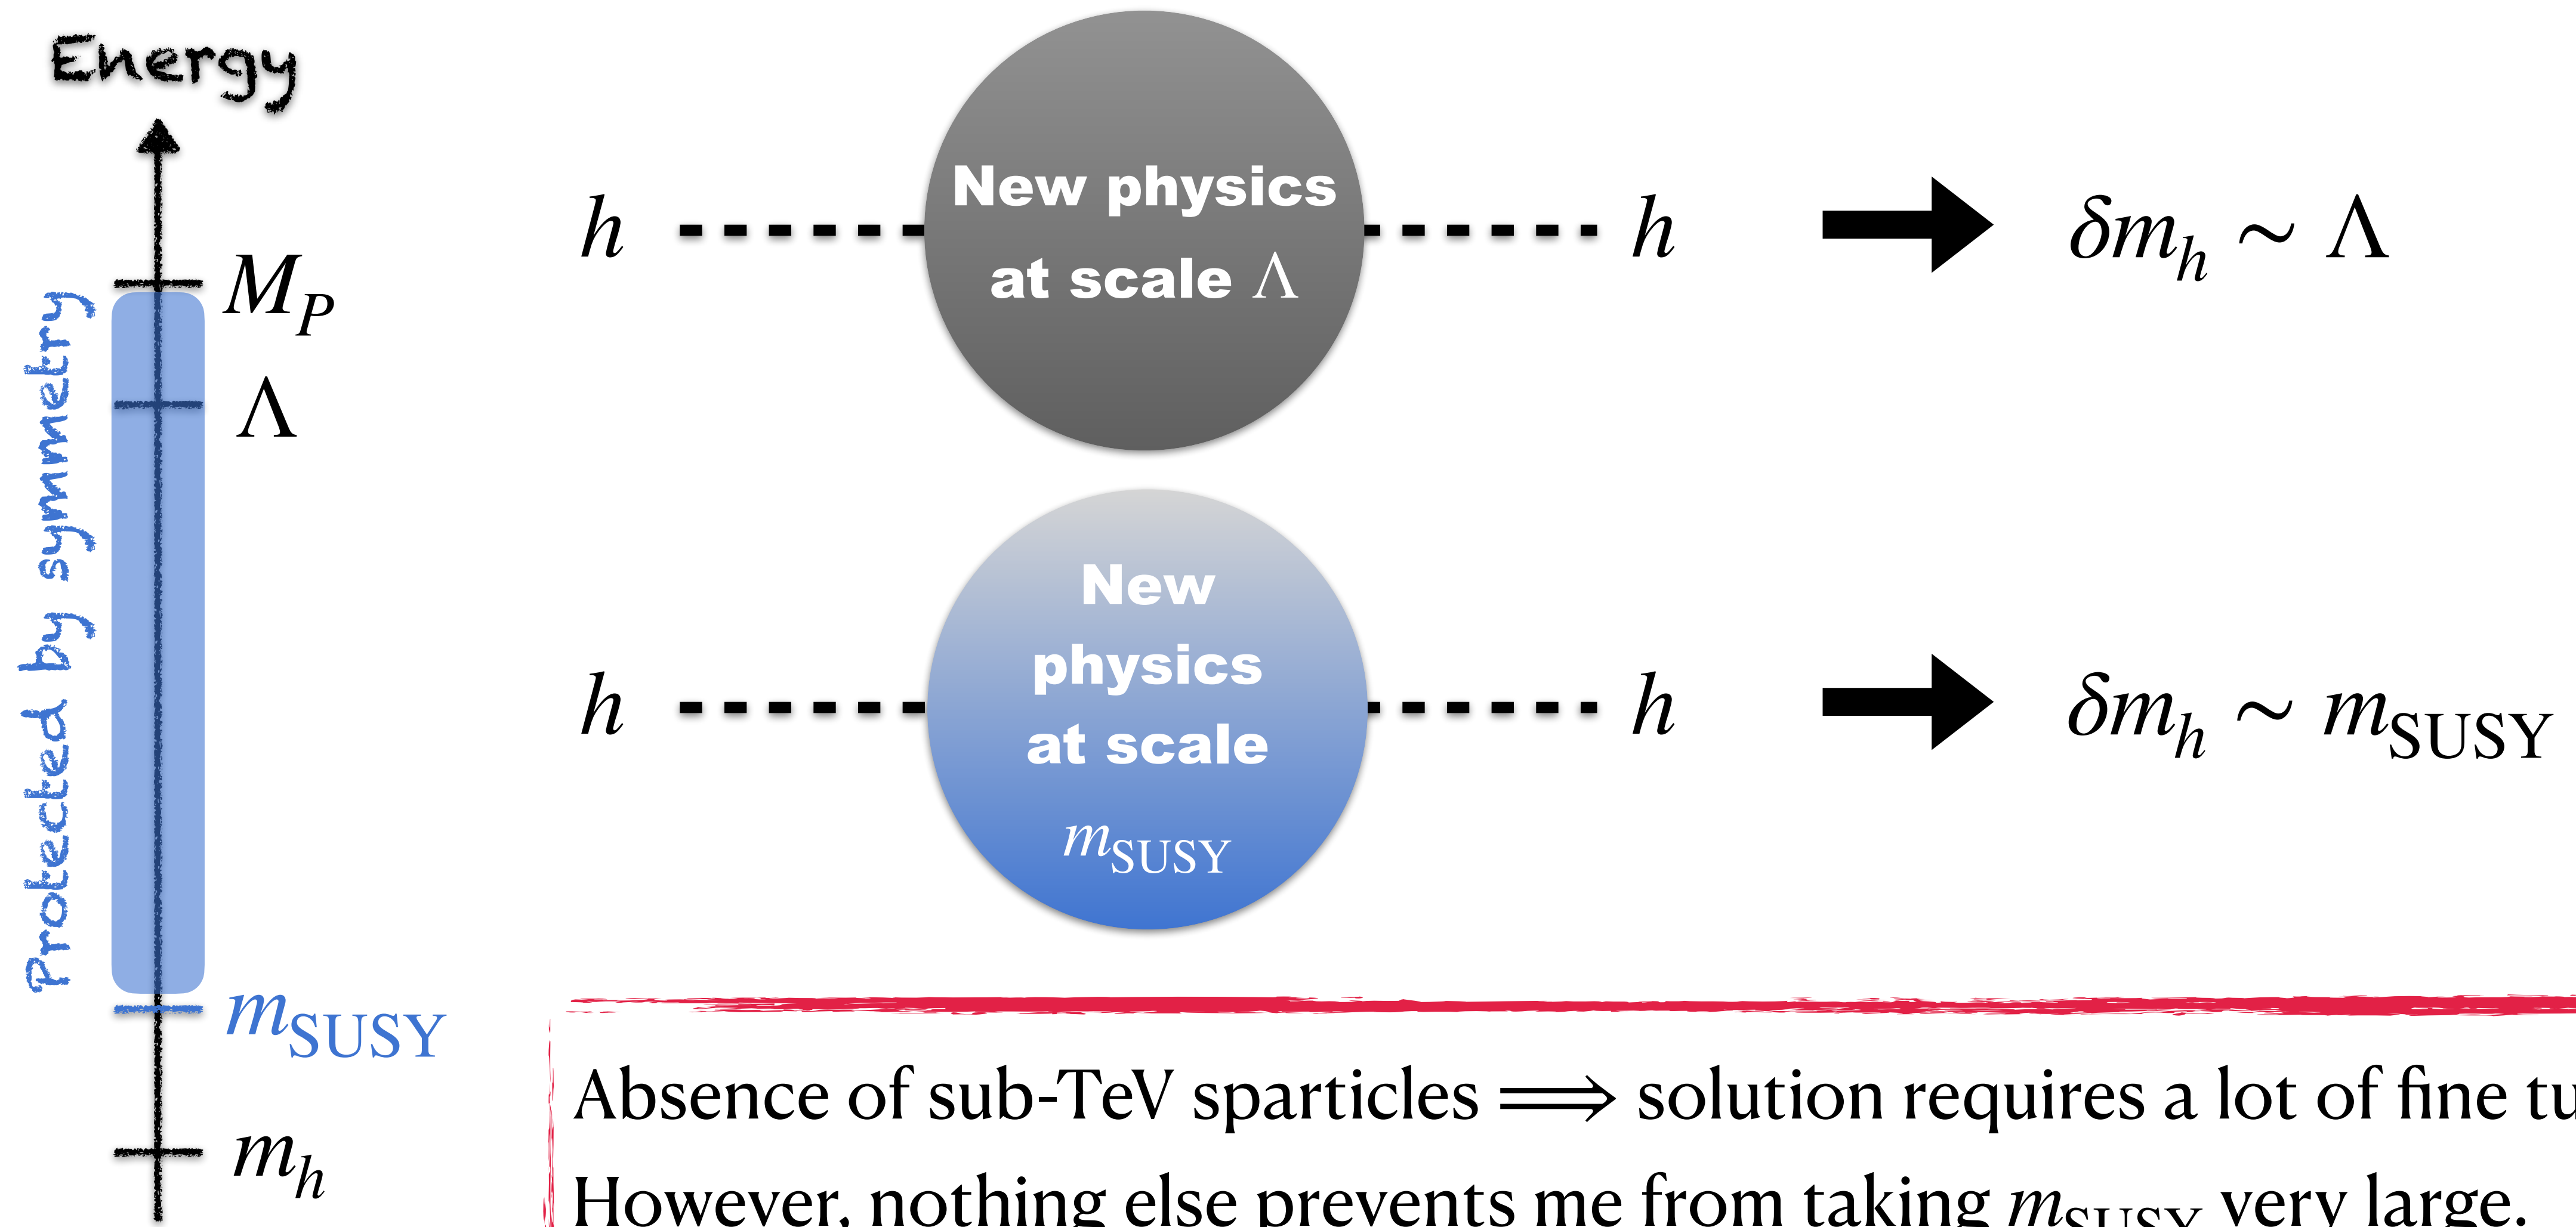 Energy
M_P
Λ
Protected by symmetry
m_SUSY
m_h
h
New physics
at scale Λ
h
δm_h ~ Λ
h
New
physics
at scale
m_SUSY
h
δm_h ~ m_SUSY
Absence of sub-TeV sparticles ⟹ solution requires a lot of fine
However, nothing else prevents me from taking m_SUSY very large.